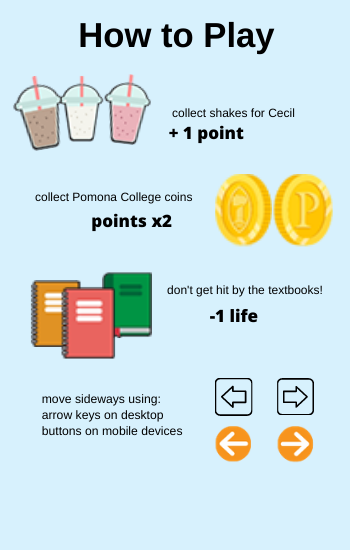 How to Play
collect shakes for Cecil
+ 1 point
collect Pomona College coins
points x2
P
don't get hit by the textbooks!
-1 life
move sideways using:
arrow keys on desktop
buttons on mobile devices